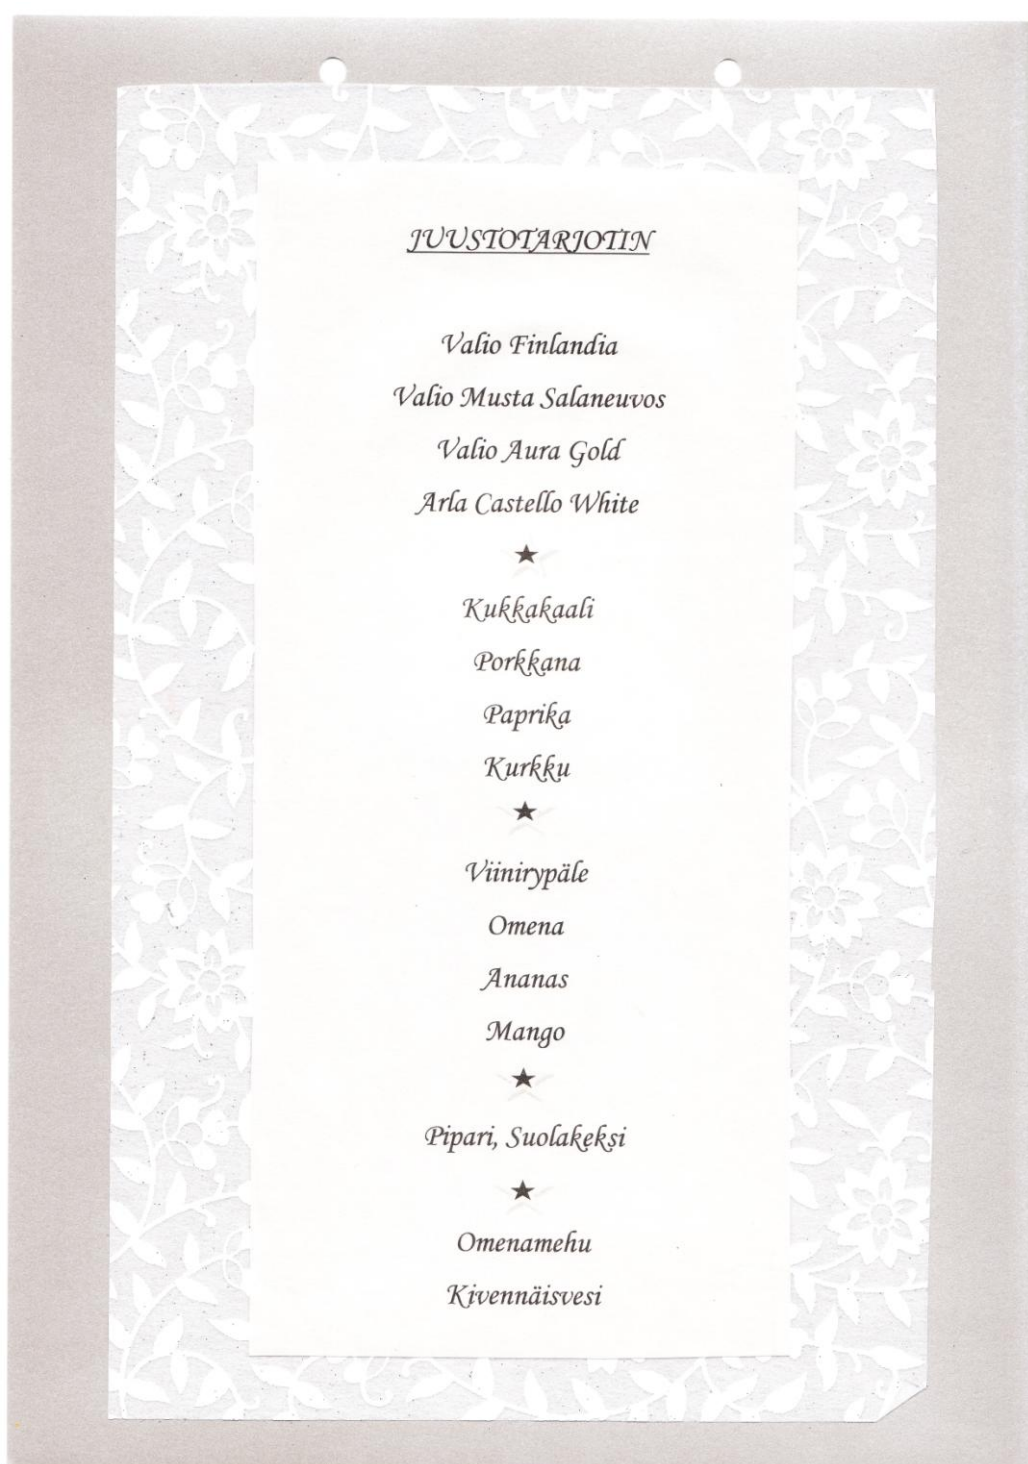 JUUSTOTARJOTIN
Valio Finlandia
Valio Musta Salaneuvos
Valio Aura Gold
Arla Castello White
★
Kukkakaali
Porkkana
Paprika
Kurkku
★
Viinirypäle
Omena
Ananas
Mango
★
Pipari, Suolakeksi
★
Omenamehu
Kivennäisvesi